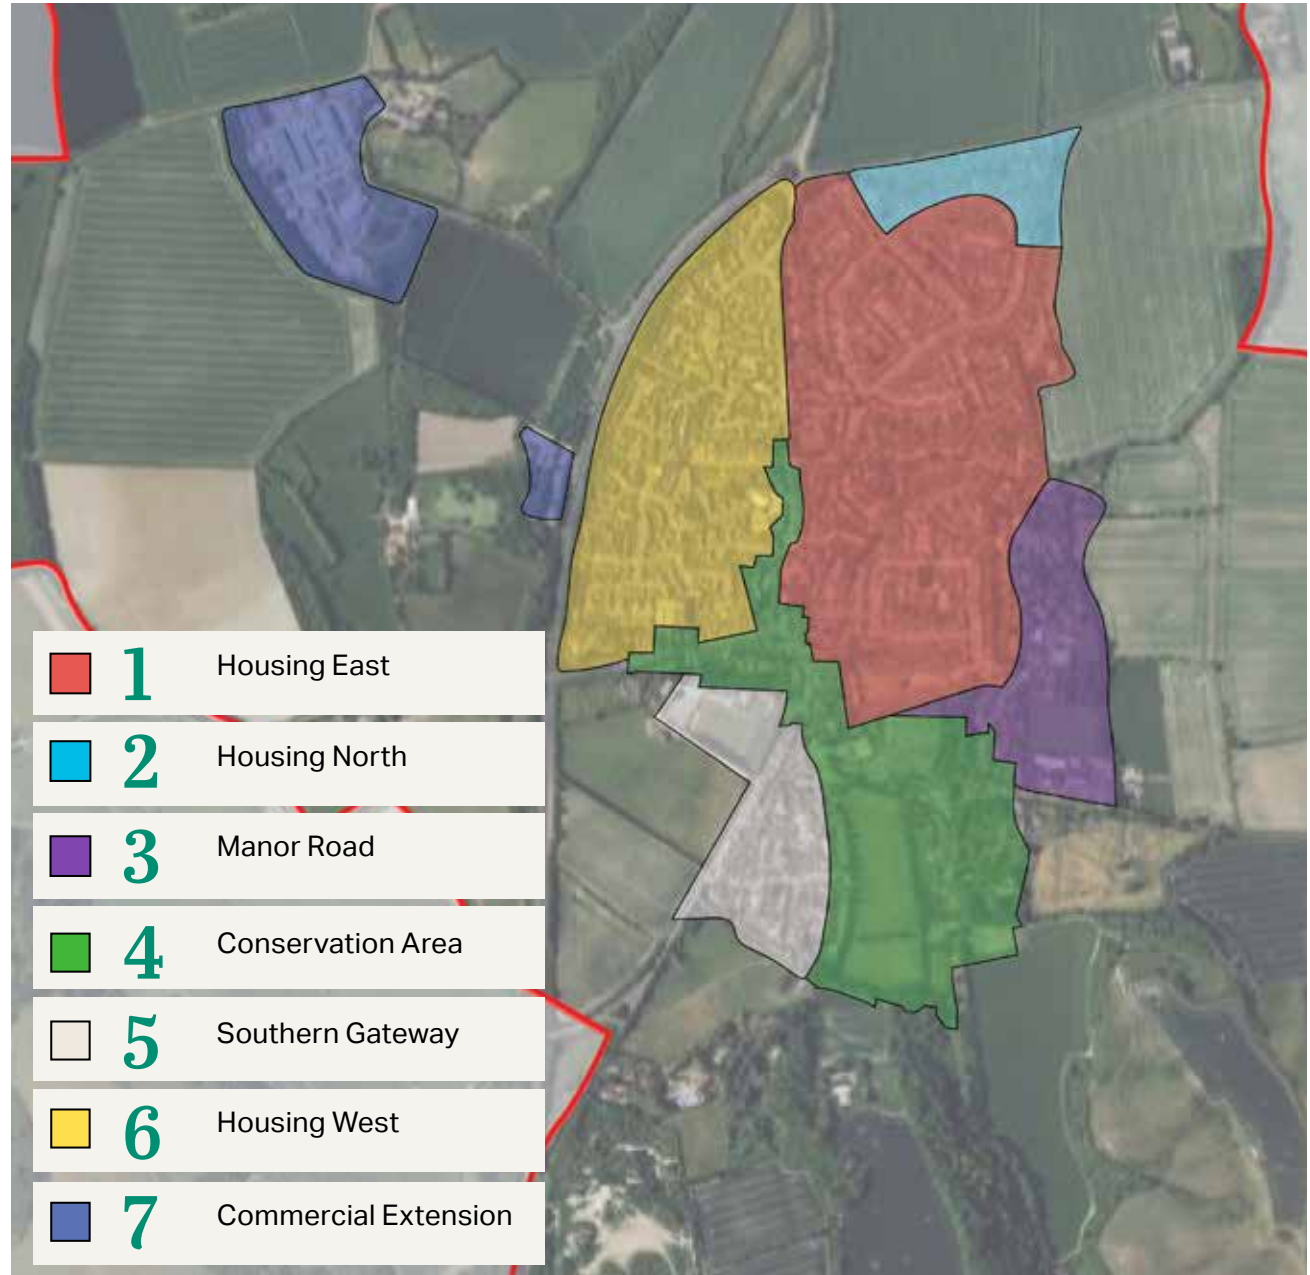 1 Housing East
2 Housing North
3 Manor Road
4 Conservation Area
5 Southern Gateway
6 Housing West
7 Commercial Extension